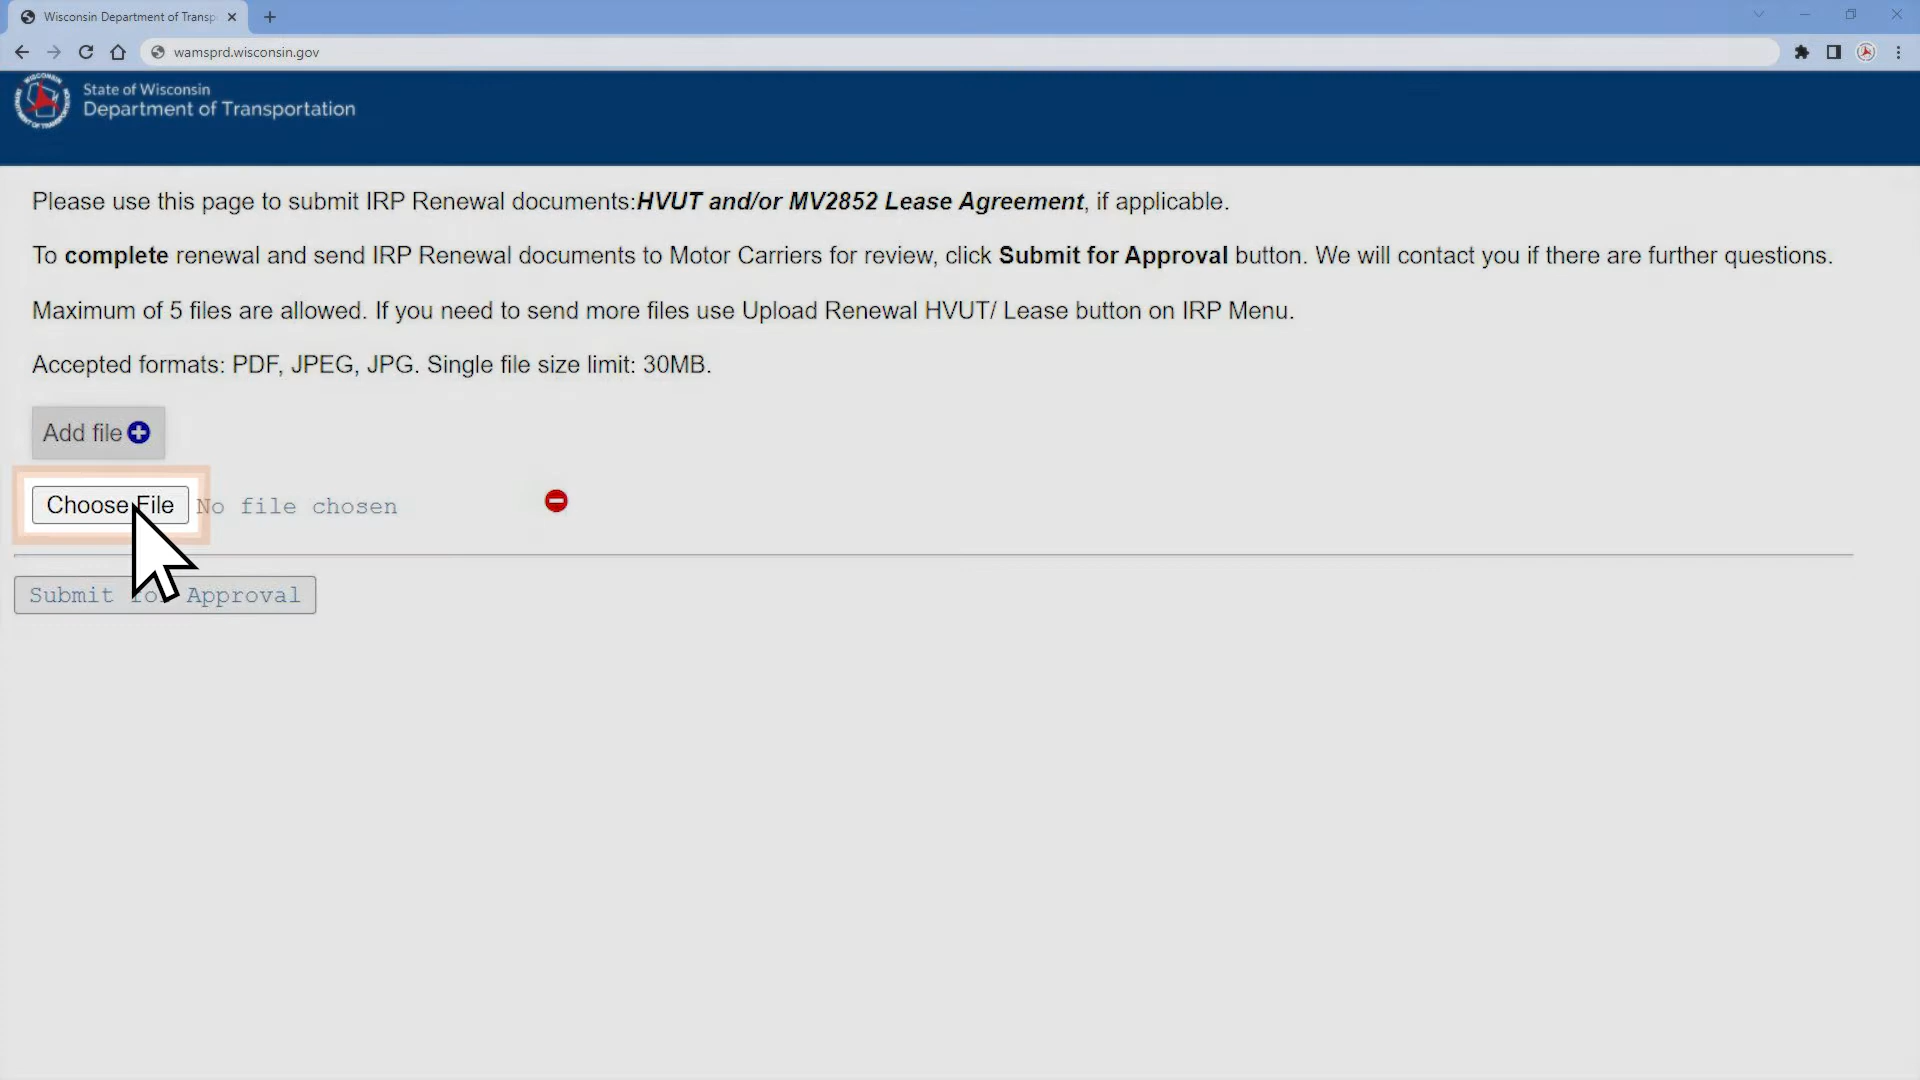 Wisconsin Department of Transp
wamsprd.wisconsin.gov
State of Wisconsin
Department of Transportation
Please use this page to submit IRP Renewal documents:HVUT and/or MV2852 Lease Agreement, if applicable.
To complete renewal and send IRP Renewal documents to Motor Carriers for review, click Submit for Approval button. We will contact you if there are further questions.
Maximum of 5 files are allowed. If you need to send more files use Upload Renewal HVUT/ Lease button on IRP Menu.
Accepted formats: PDF, JPEG, JPG. Single file size limit: 30MB.
Add file
Choose File No file chosen
Submit for Approval